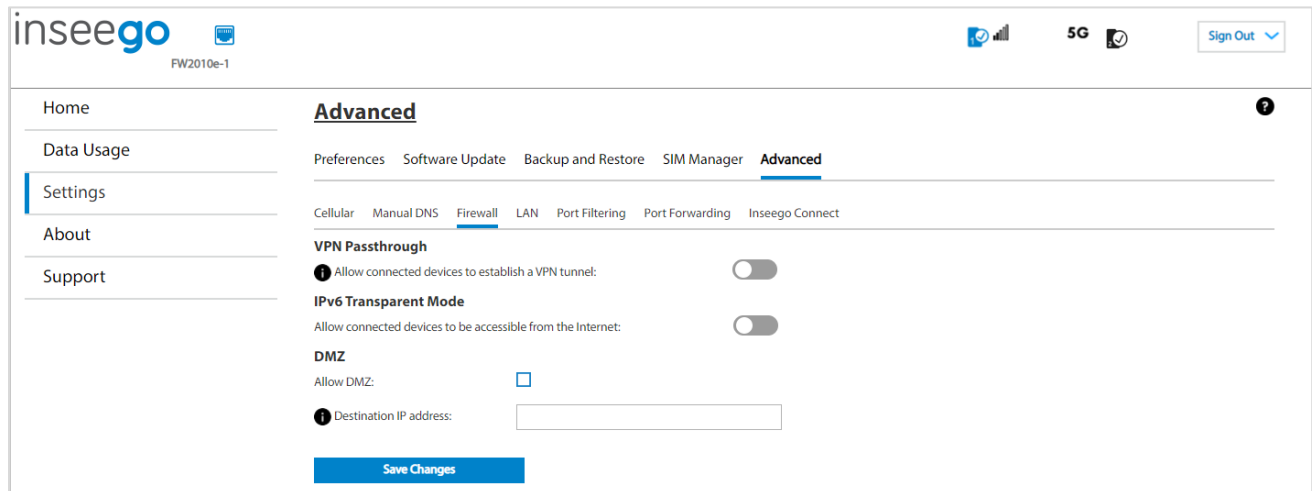 inseego
FW2010e-1
5G
Sign Out
Home
Data Usage
Settings
About
Support
Advanced
Preferences Software Update Backup and Restore SIM Manager Advanced
Cellular Manual DNS Firewall LAN Port Filtering Port Forwarding Inseego Connect
VPN Passthrough
Allow connected devices to establish a VPN tunnel:
IPv6 Transparent Mode
Allow connected devices to be accessible from the Internet:
DMZ
Allow DMZ:
Destination IP address:
Save Changes